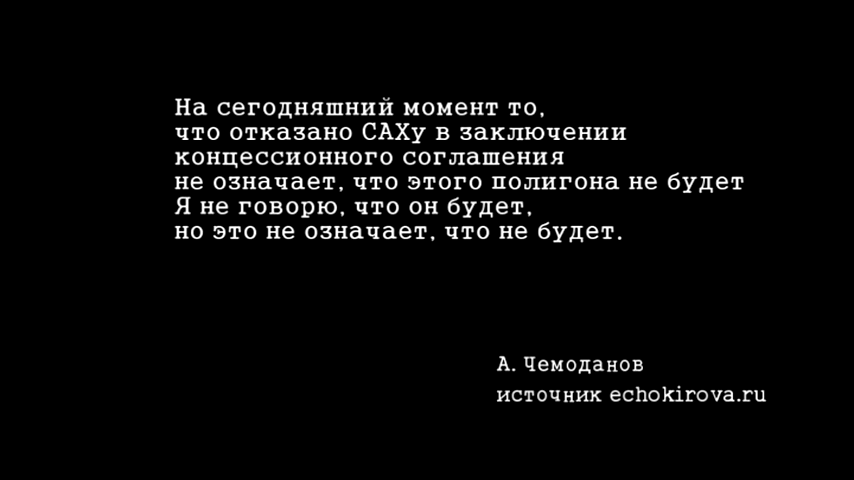 На сегодняшний момент то,
что отказано САХу в заключении
концессионного соглашения
не означает, что этого полигона не будет
Я не говорю, что он будет,
но это не означает, что не будет.
А. Чемоданов
источник echokirova.ru